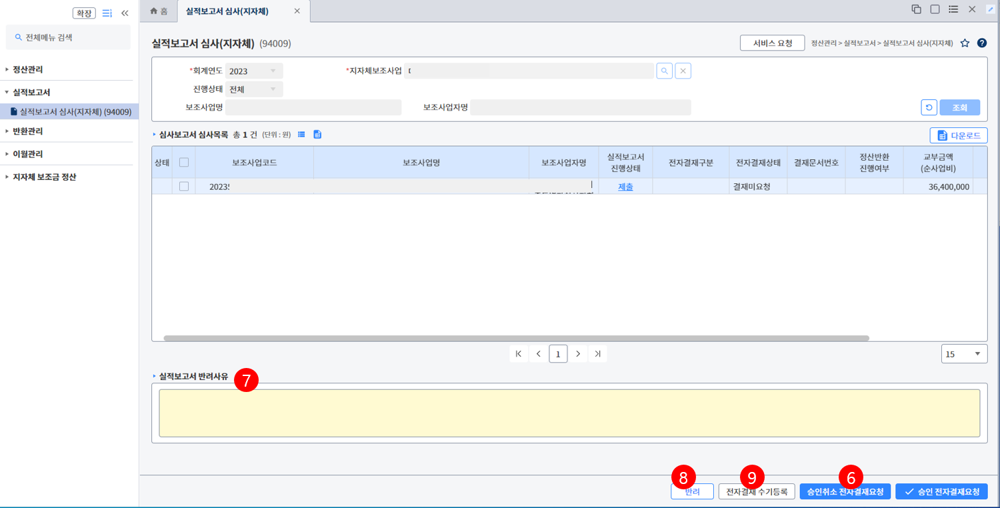 확장
전체메뉴 검색
정산관리
실적보고서
실적보고서 심사(지자체) (94009)
반환관리
이월관리
지자체 보조금 정산
홈
실적보고서 심사(지자체)
실적보고서 심사(지자체) (94009)
서비스 요청
정산관리 > 실적보고서 > 실적보고서 심사(지자체)
*회계연도 2023
*지자체보조사업
진행상태 전체
보조사업명
보조사업자명
조회
심사보고서 심사목록 총 1 건 (단위 : 원)
다운로드
상태
보조사업코드
보조사업명
보조사업자명
실적보고서
진행상태
전자결재구분
전자결재상태
결재문서번호
정산반환
진행여부
교부금액
(순사업비)
2023
제출
결재미요청
36,400,000
1
15
실적보고서 반려사유
7
8
9
6
반려
전자결재 수기등록
승인취소 전자결재요청
승인 전자결재요청